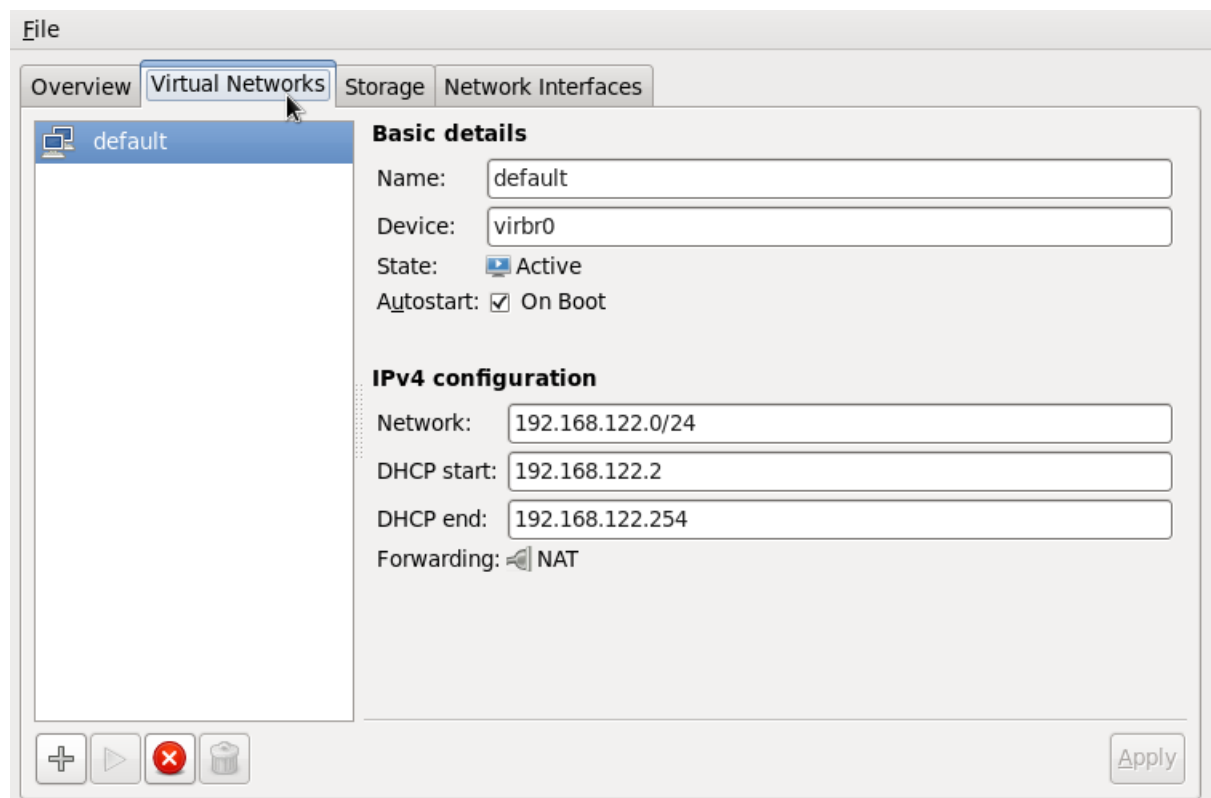 File
Overview Virtual Networks Storage Network Interfaces
default
Basic details
Name: default
Device: virbr0
State: Active
Autostart: On Boot
IPv4 configuration
Network: 192.168.122.0/24
DHCP start: 192.168.122.2
DHCP end: 192.168.122.254
Forwarding: NAT
Apply